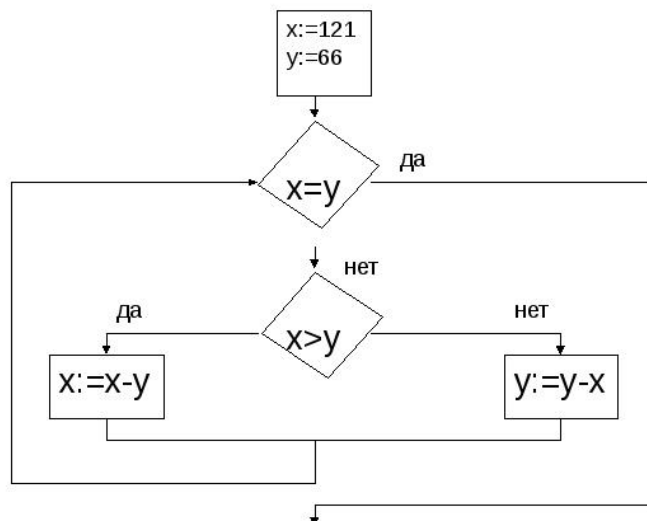 x:=121
y:=66
да
x=y
нет
да
нет
x>y
x:=x-y
y:=y-x